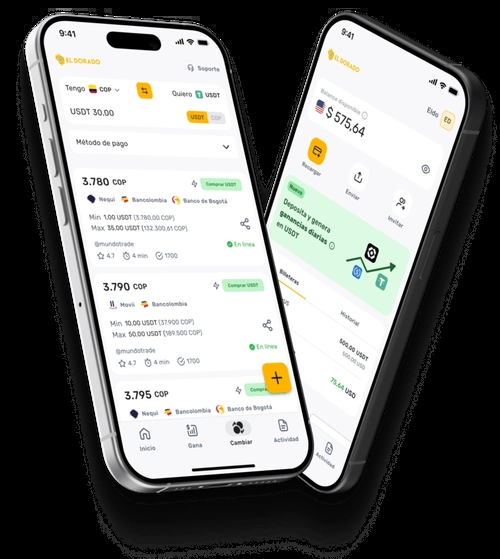 9:41
EL DORADO
Soporte
Tengo COP
Quiero T USDT
USDT 30.00
USDT COP
Método de pago
3.780 COP
Comprar USDT
Nequi Bancolombia Banco de Bogotá
Min 1.00 USDT (3.780,00 COP)
Max 35.00 USDT (132.300,61 COP)
@mundotrade
En línea
4.7 4 min 1700
3.790 COP
Comprar USDT
Movii Bancolombia
Min 10.00 USDT (37.900 COP)
Max 50.00 USDT (189.500 COP)
@mundotrade
En línea
4.7 4 min 1700
+
3.795 COP
Nequi Bancolombia Banco de Bogotá
Inicio
Gana
Cambiar
Actividad
9:41
EL DORADO
Eldo ED
Balance disponible
$ 575,64
Recargar
Enviar
Invitar
Nuevo
Deposita y genera
ganancias diarias
en USDT
T
Billeteras
Historial
500.00 USDT
500.00 USD
75,64 USD
Actividad